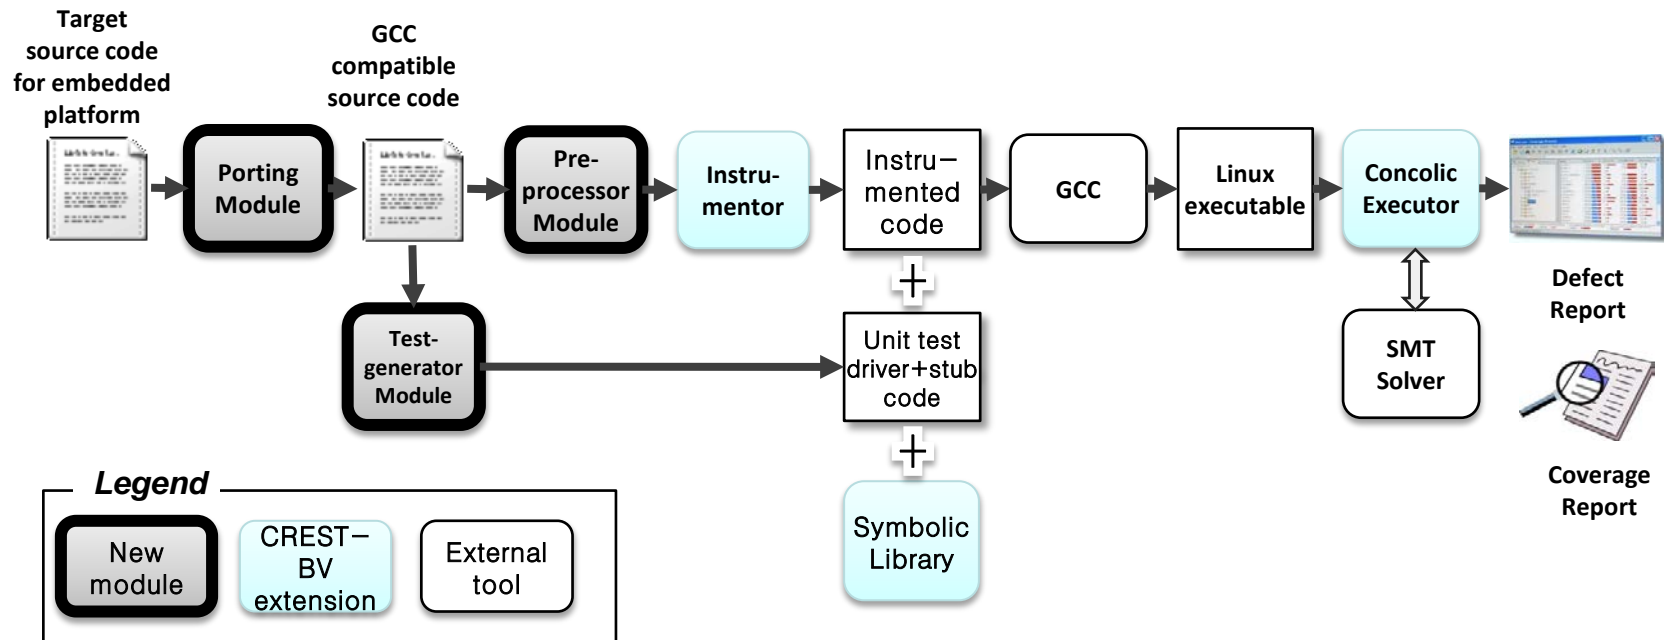 Target
source code
for embedded
platform
GCC
compatible
source code
Porting
Module
Pre-
processor
Module
Instru-
mentor
Instru-
mented
code
GCC
Linux
executable
Concolic
Executor
Defect
Report
+
Test-
generator
Module
Unit test
driver+stub
code
SMT
Solver
+
Symbolic
Library
Coverage
Report
Legend
New
module
CREST-
BV
extension
External
tool